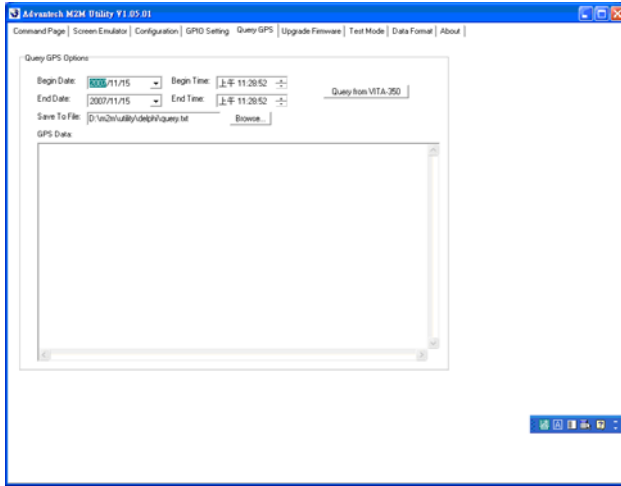 Advantech M2M Utility V1.05.01
Command Page Screen Emulator Configuration GPIO Setting Query GPS Upgrade Firmware Test Mode Data Format About
Query GPS Options
Begin Date: /11/15 Begin Time: 上午 11:28:52
Query from VITA-350
End Date: 2007/11/15 End Time: 上午 11:28:52
Save To File: D:\m2m\utility\delphi\query.txt Browse...
GPS Data: